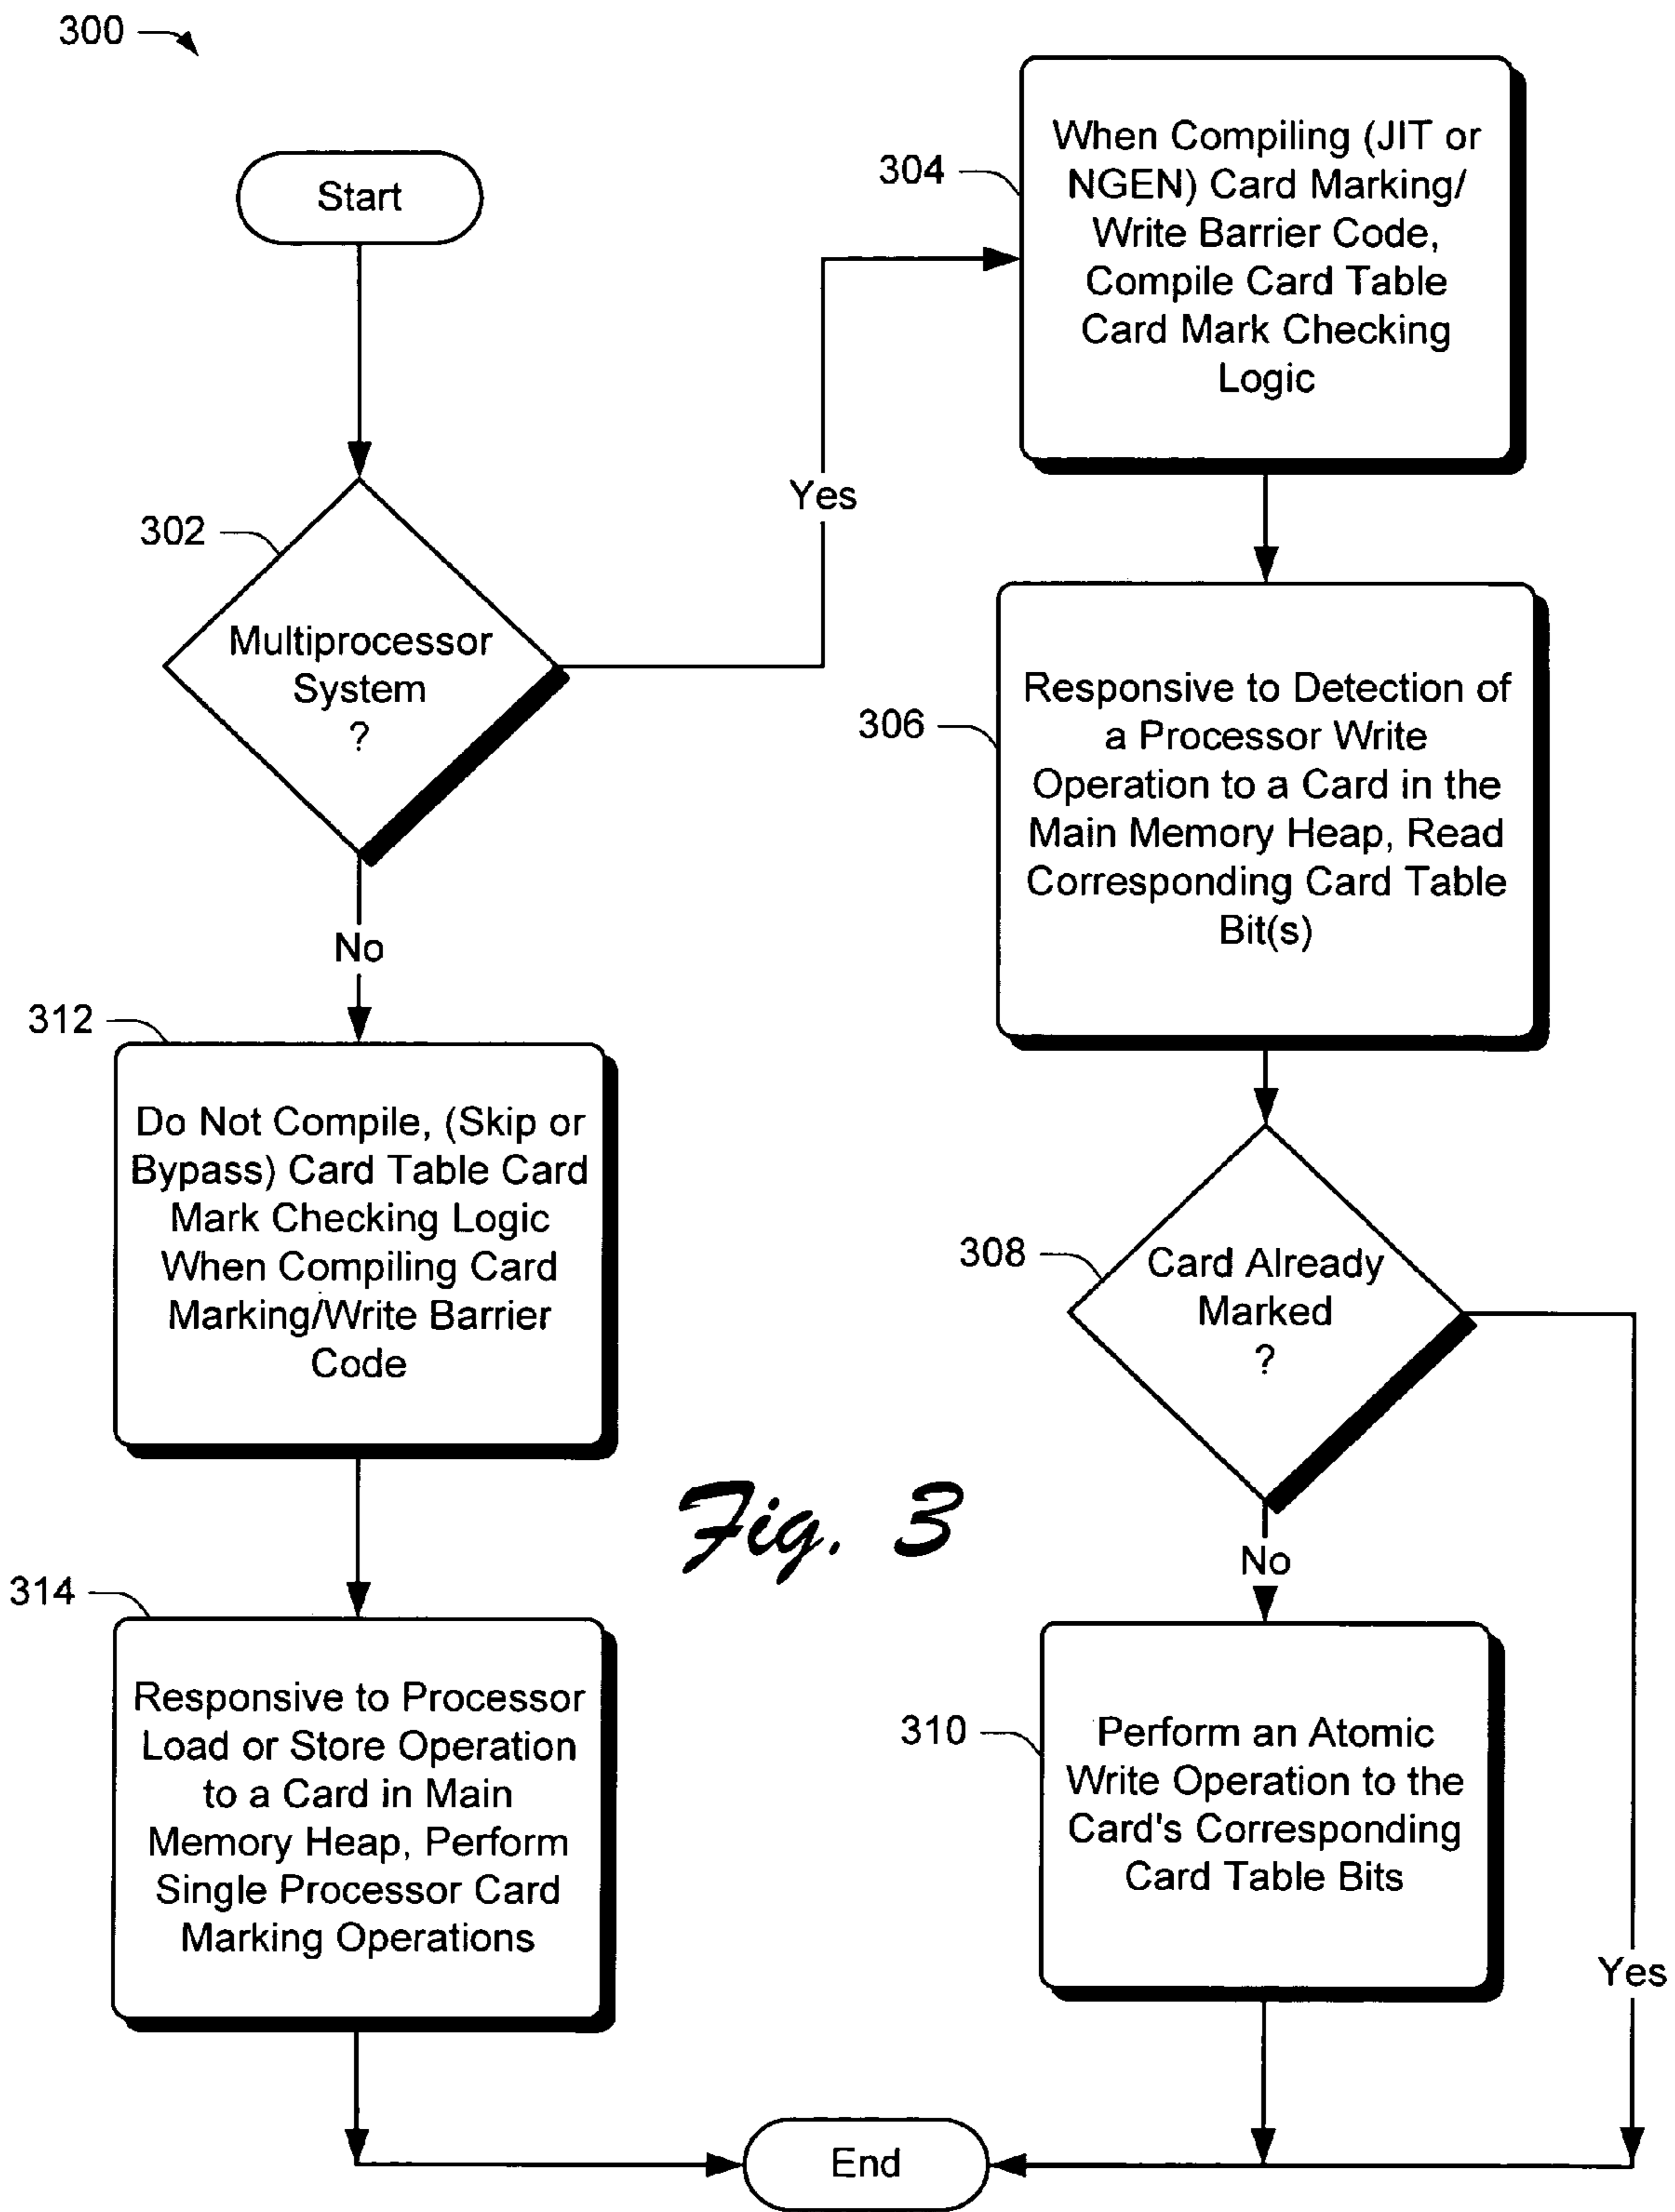 300
Start
302
Multiprocessor
System
?
Yes
No
304
When Compiling (JIT or
NGEN) Card Marking/
Write Barrier Code,
Compile Card Table
Card Mark Checking
Logic
306
Responsive to Detection of
a Processor Write
Operation to a Card in the
Main Memory Heap, Read
Corresponding Card Table
Bit(s)
308
Card Already
Marked
?
No
Yes
310
Perform an Atomic
Write Operation to the
Card's Corresponding
Card Table Bits
312
Do Not Compile, (Skip or
Bypass) Card Table Card
Mark Checking Logic
When Compiling Card
Marking/Write Barrier
Code
314
Responsive to Processor
Load or Store Operation
to a Card in Main
Memory Heap, Perform
Single Processor Card
Marking Operations
End
Fig. 3